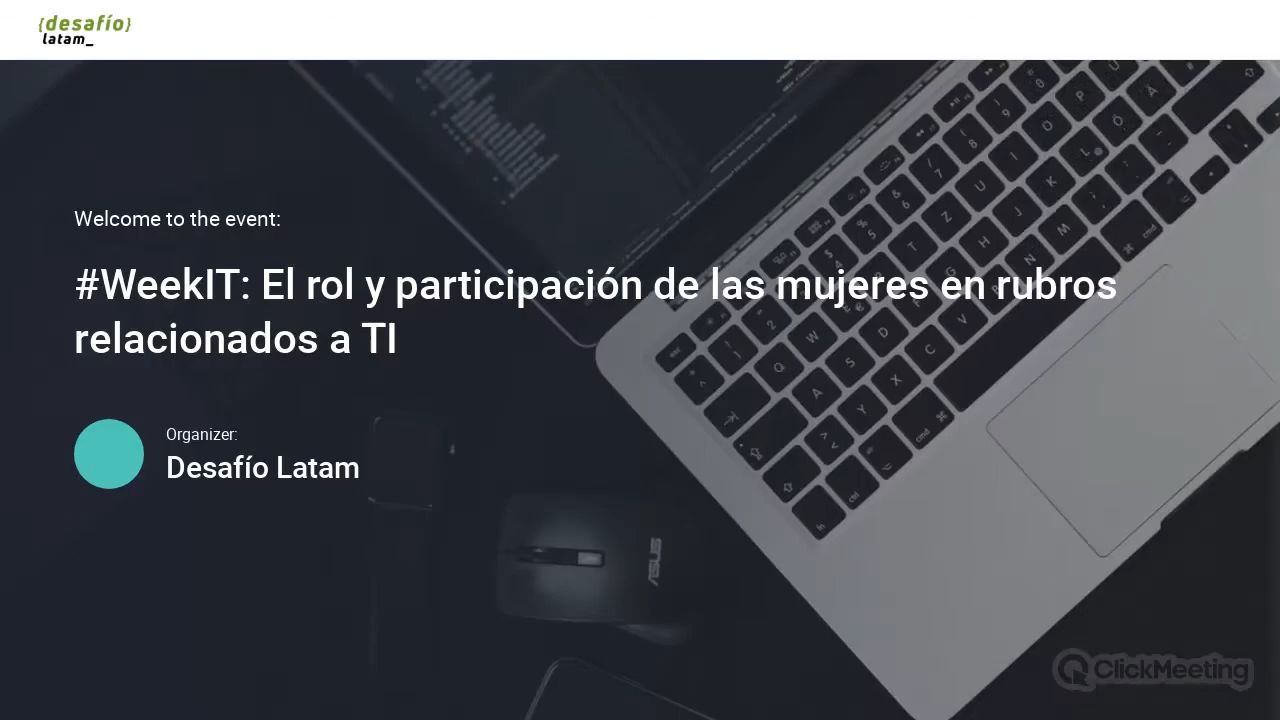 {desafío}
latam_
Welcome to the event:
#WeekIT: El rol y participación de las mujeres en rubros
relacionados a TI
Organizer:
Desafío Latam
ASUS
ClickMeeting